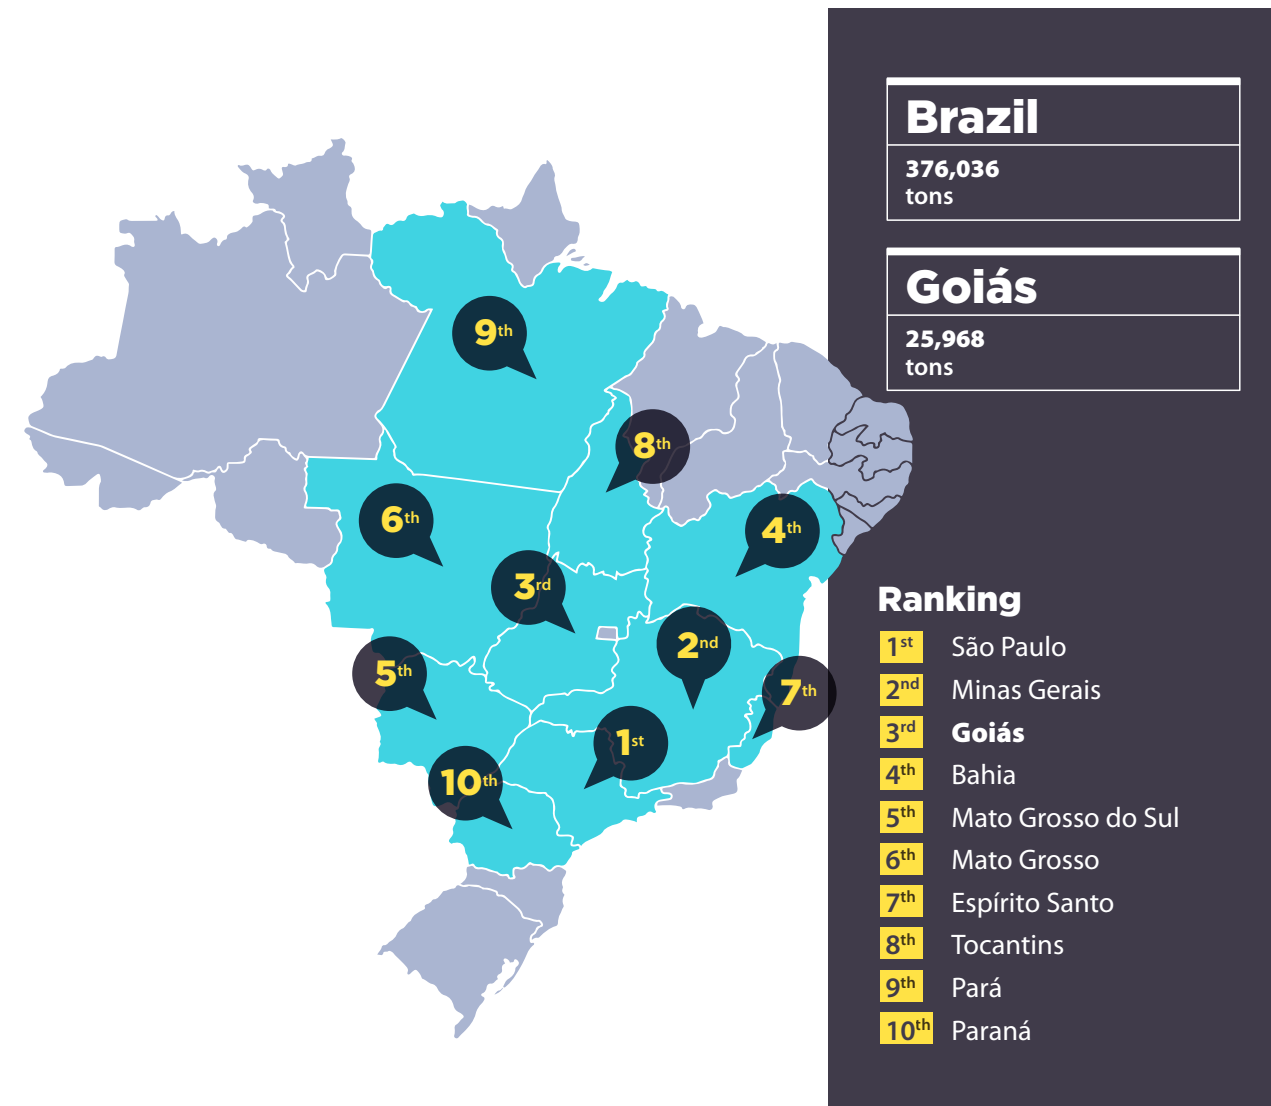 Brazil
376,036
tons
Goiás
25,968
tons
9th
8th
6th
4th
3rd
2nd
5th
7th
1st
10th
Ranking
1st São Paulo
2nd Minas Gerais
3rd Goiás
4th Bahia
5th Mato Grosso do Sul
6th Mato Grosso
7th Espírito Santo
8th Tocantins
9th Pará
10th Paraná